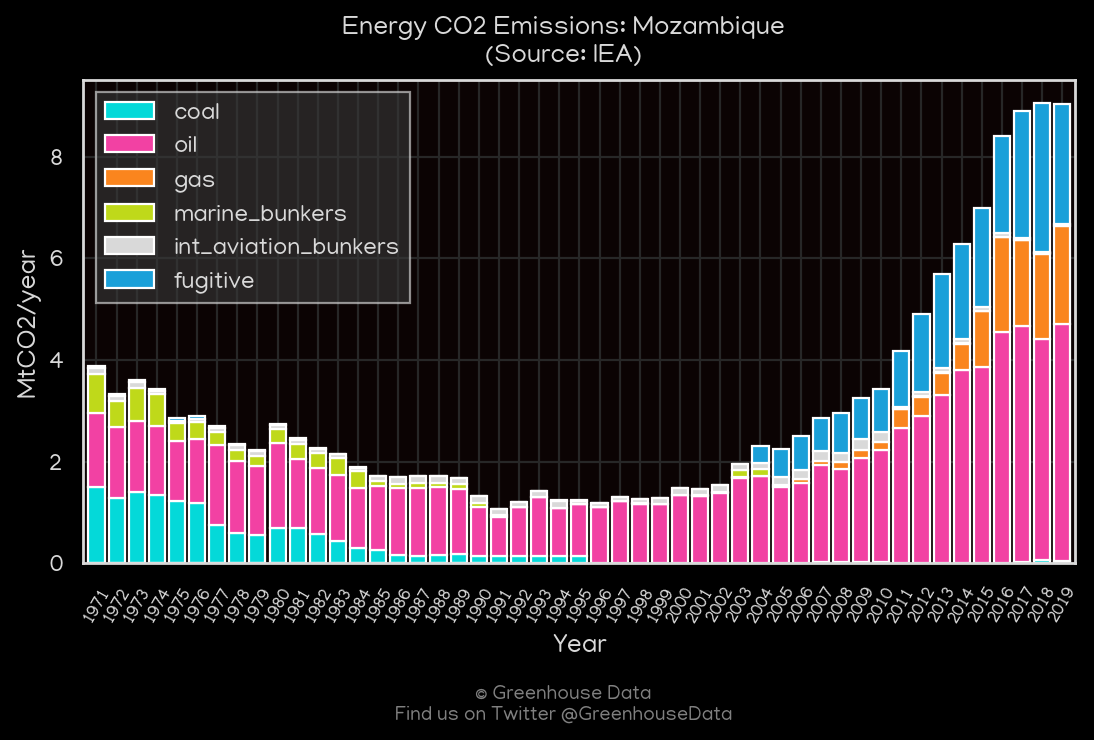 Energy CO2 Emissions: Mozambique
(Source: IEA)
coal
oil
gas
marine_bunkers
int_aviation_bunkers
fugitive
MtCO2/year
8
6
4
2
0
1971 1972 1973 1974 1975 1976 1977 1978 1979 1980 1981 1982 1983 1984 1985 1986 1987 1988 1989 1990 1991 1992 1993 1994 1995 1996 1997 1998 1999 2000 2001 2002 2003 2004 2005 2006 2007 2008 2009 2010 2011 2012 2013 2014 2015 2016 2017 2018 2019
Year
© Greenhouse Data
Find us on Twitter @GreenhouseData